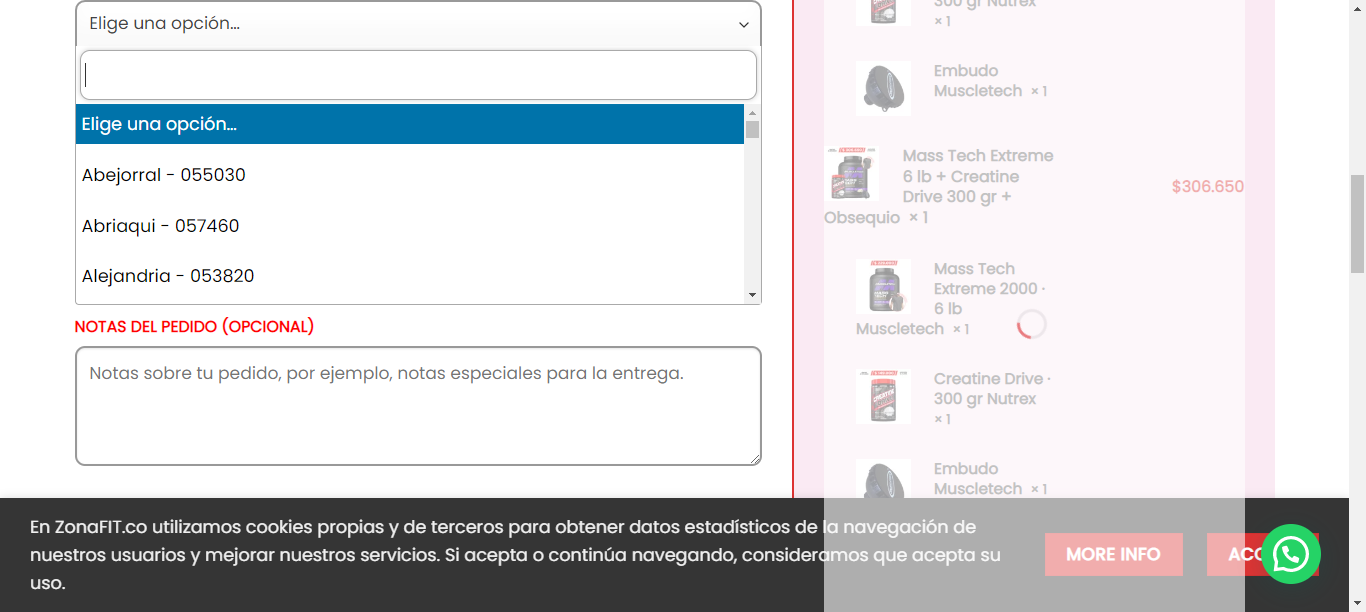 Elige una opción...
Elige una opción...
Abejorral - 055030
Abriaqui - 057460
Alejandria - 053820
NOTAS DEL PEDIDO (OPCIONAL)
Notas sobre tu pedido, por ejemplo, notas especiales para la entrega.
300 gr Nutrex
× 1
Embudo
Muscletech × 1
Mass Tech Extreme
6 lb + Creatine
Drive 300 gr +
Obsequio × 1
$306.650
Mass Tech
Extreme 2000 ·
6 lb
Muscletech × 1
Creatine Drive ·
300 gr Nutrex
× 1
Embudo
Muscletech × 1
En ZonaFIT.co utilizamos cookies propias y de terceros para obtener datos estadísticos de la navegación de
nuestros usuarios y mejorar nuestros servicios. Si acepta o continúa navegando, consideramos que acepta su
uso.
MORE INFO